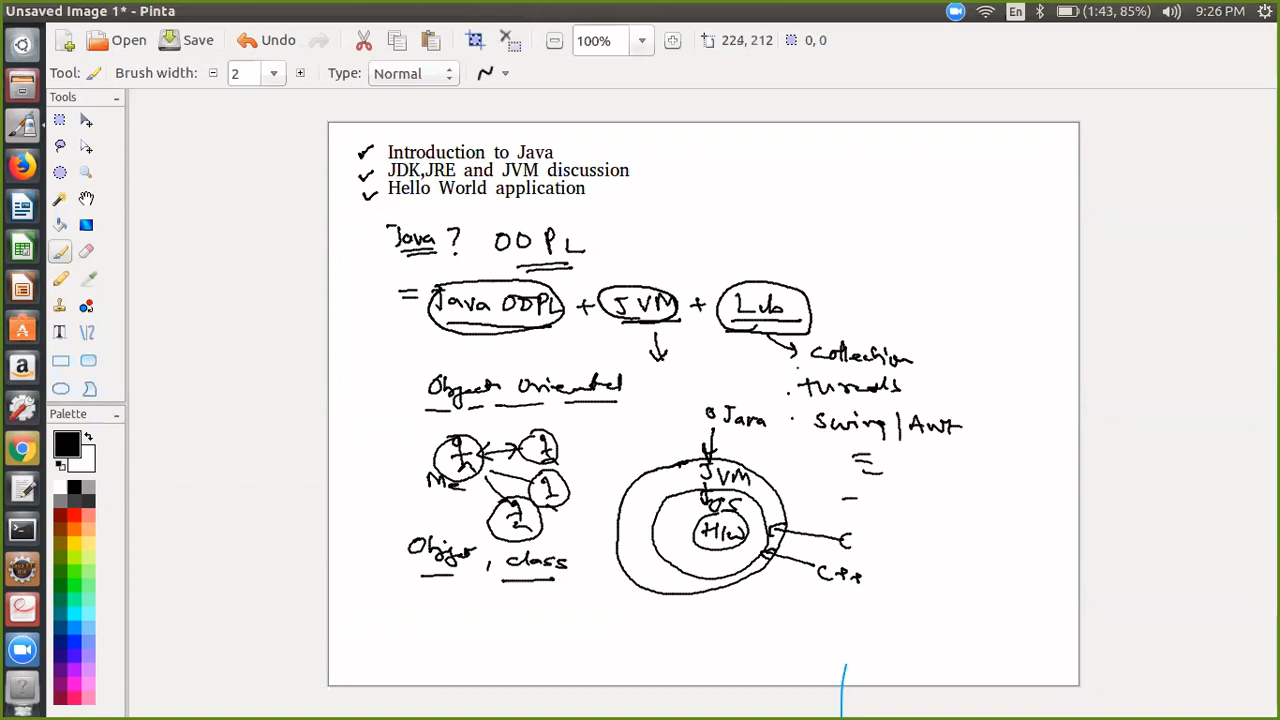 Unsaved Image 1* - Pinta
En (1:43, 85%) 9:26 PM
Open Save Undo 100% 224, 212 0, 0
Tool: Brush width: 2 Type: Normal
Tools
Introduction to Java
JDK,JRE and JVM discussion
Hello World application
Java? OOPL
= Java OOPL + JVM + Lib
collection
Object oriented
Swing/AWT
Java
JVM
Me
OS
H/w
C
C++
Object, class
Palette